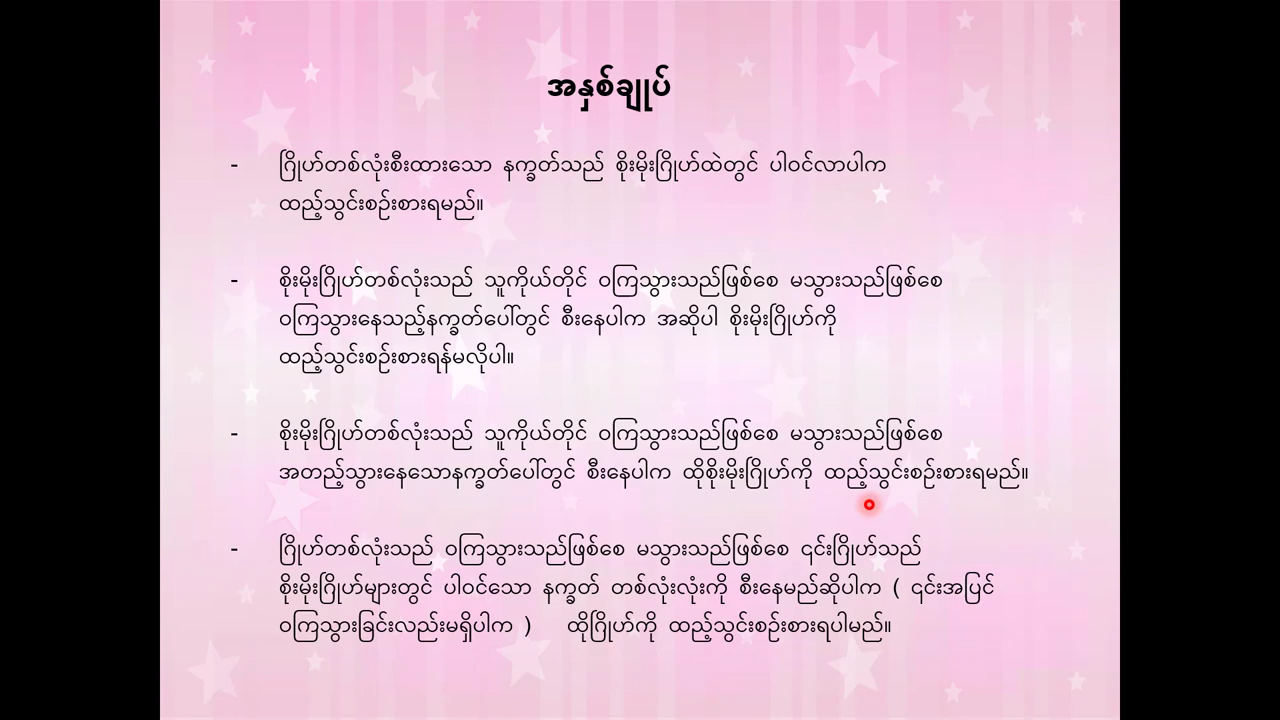 အနှစ်ချုပ်
- ဂြိုဟ်တစ်လုံးစီးထားသော နက္ခတ်သည် စိုးမိုးဂြိုဟ်ထဲတွင် ပါဝင်လာပါက
ထည့်သွင်းစဉ်းစားရမည်။
- စိုးမိုးဂြိုဟ်တစ်လုံးသည် သူကိုယ်တိုင် ဝကြသွားသည်ဖြစ်စေ မသွားသည်ဖြစ်စေ
ဝကြသွားနေသည့်နက္ခတ်ပေါ်တွင် စီးနေပါက အဆိုပါ စိုးမိုးဂြိုဟ်ကို
ထည့်သွင်းစဉ်းစားရန်မလိုပါ။
- စိုးမိုးဂြိုဟ်တစ်လုံးသည် သူကိုယ်တိုင် ဝကြသွားသည်ဖြစ်စေ မသွားသည်ဖြစ်စေ
အတည့်သွားနေသောနက္ခတ်ပေါ်တွင် စီးနေပါက ထိုစိုးမိုးဂြိုဟ်ကို ထည့်သွင်းစဉ်းစားရမည်။
- ဂြိုဟ်တစ်လုံးသည် ဝကြသွားသည်ဖြစ်စေ မသွားသည်ဖြစ်စေ ၎င်းဂြိုဟ်သည်
စိုးမိုးဂြိုဟ်များတွင် ပါဝင်သော နက္ခတ် တစ်လုံးလုံးကို စီးနေမည်ဆိုပါက ( ၎င်းအပြင်
ဝကြသွားခြင်းလည်းမရှိပါက ) ထိုဂြိုဟ်ကို ထည့်သွင်းစဉ်းစားရပါမည်။